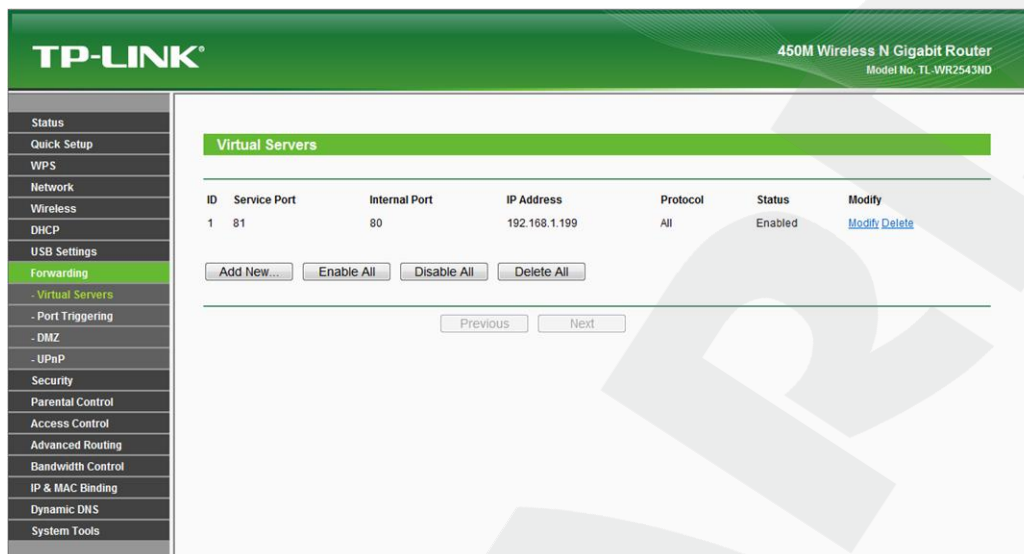 TP-LINK®
450M Wireless N Gigabit Router
Model No. TL-WR2543ND
Status
Quick Setup
WPS
Network
Wireless
DHCP
USB Settings
Forwarding
- Virtual Servers
- Port Triggering
- DMZ
- UPnP
Security
Parental Control
Access Control
Advanced Routing
Bandwidth Control
IP & MAC Binding
Dynamic DNS
System Tools
Virtual Servers
ID Service Port Internal Port IP Address Protocol Status Modify
1 81 80 192.168.1.199 All Enabled Modify Delete
Add New... Enable All Disable All Delete All
Previous Next